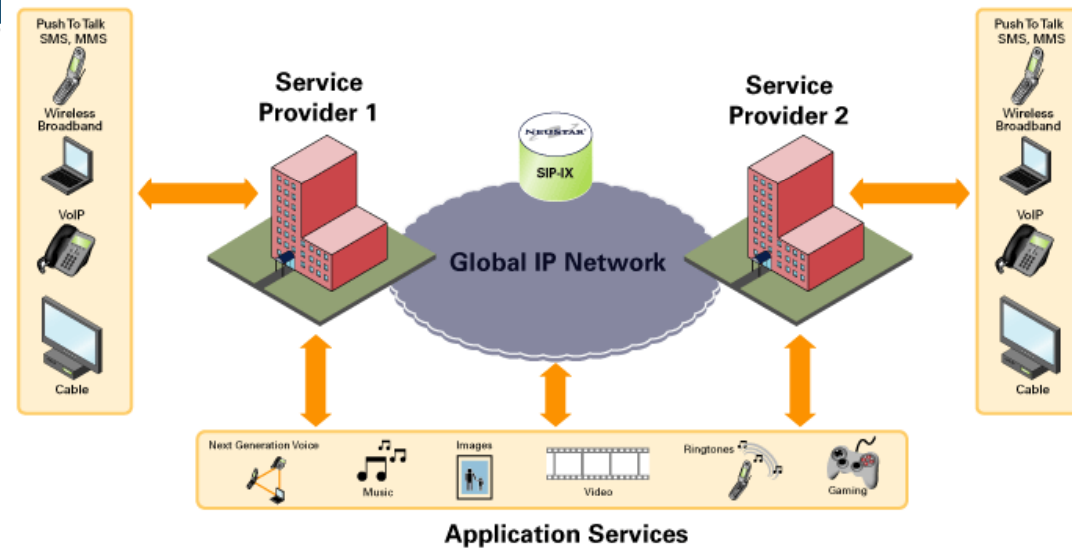 Push To Talk
SMS, MMS
Wireless
Broadband
VoIP
Cable
Service
Provider 1
NEUSTAR
SIP-IX
Global IP Network
Service
Provider 2
Push To Talk
SMS, MMS
Wireless
Broadband
VoIP
Cable
Next Generation Voice
Music
Images
Video
Ringtones
Gaming
Application Services